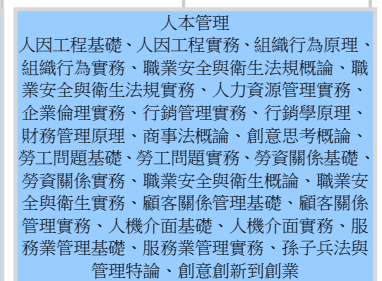 人本管理
人因工程基礎、人因工程實務、組織行為原理、
組織行為實務、職業安全與衛生法規概論、職
業安全與衛生法規實務、人力資源管理實務、
企業倫理實務、行銷管理實務、行銷學原理、
財務管理原理、商事法概論、創意思考概論、
勞工問題基礎、勞工問題實務、勞資關係基礎、
勞資關係實務、職業安全與衛生概論、職業安
全與衛生實務、顧客關係管理基礎、顧客關係
管理實務、人機介面基礎、人機介面實務、服
務業管理基礎、服務業管理實務、孫子兵法與
管理特論、創意創新到創業